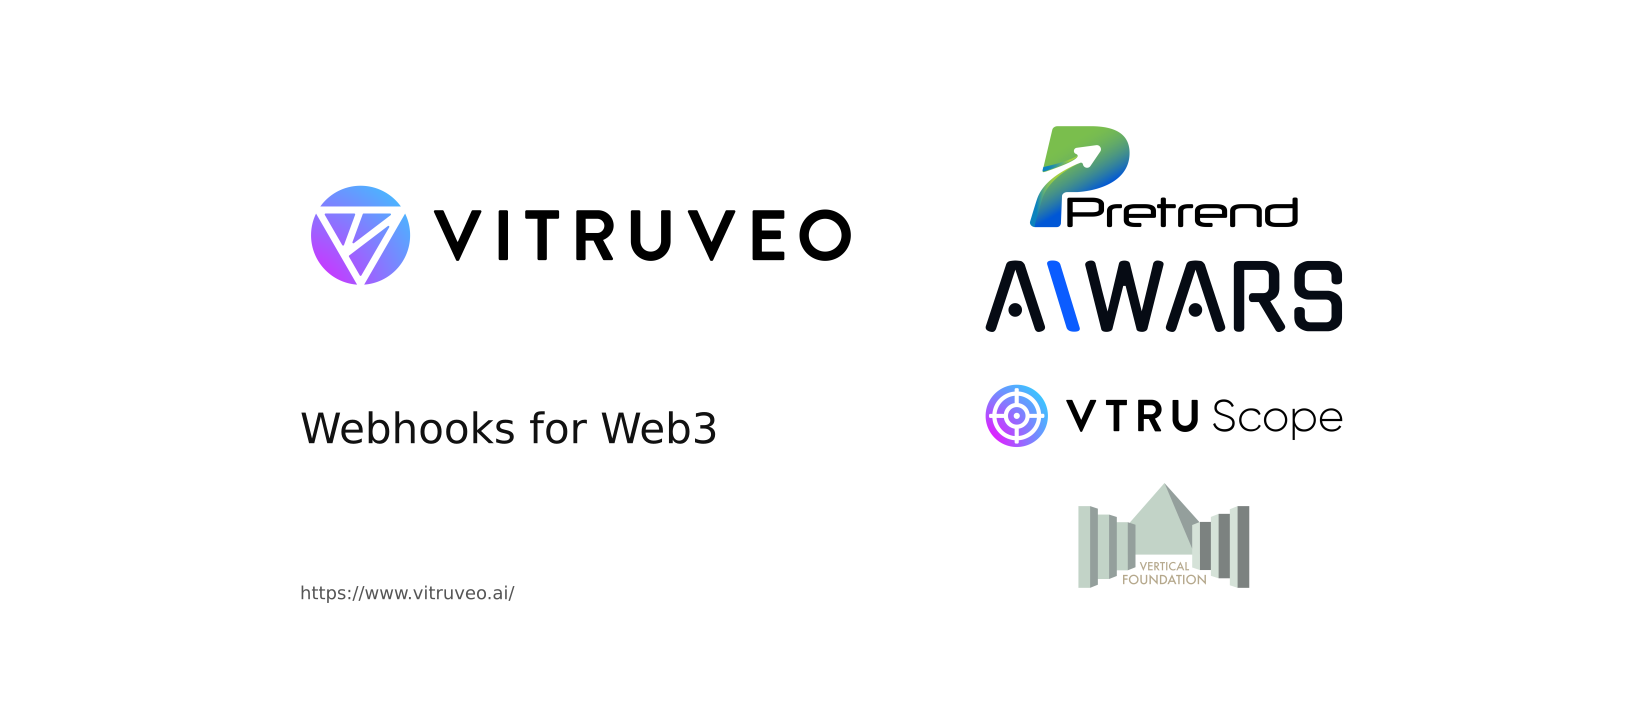 VITRUVEO
Webhooks for Web3
https://www.vitruveo.ai/
Pretrend
AIWARS
VTRU Scope
VERTICAL
FOUNDATION